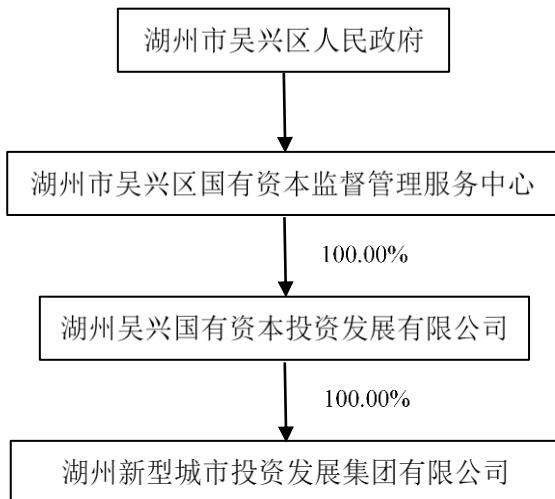 湖州市吴兴区人民政府
湖州市吴兴区国有资本监督管理服务中心
100.00%
湖州吴兴国有资本投资发展有限公司
100.00%
湖州新型城市投资发展集团有限公司